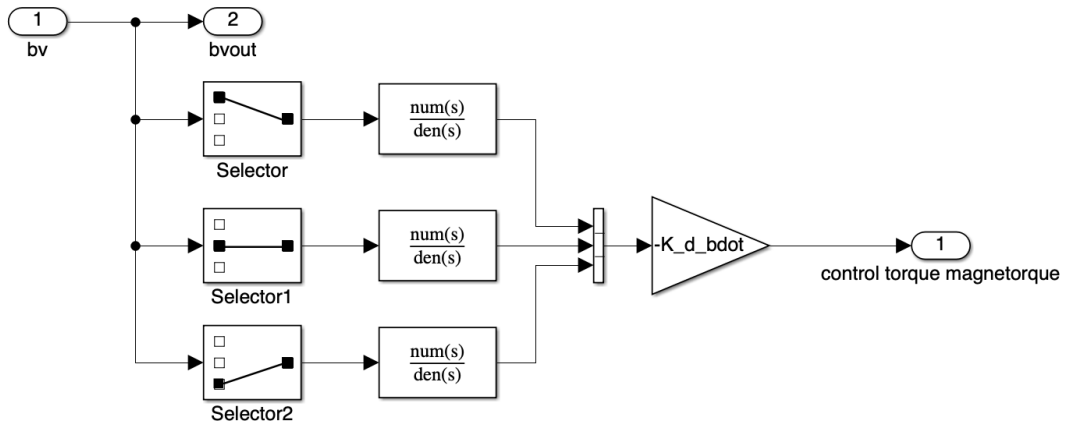 1
bv
2
bvout
Selector
num(s)
den(s)
Selector1
num(s)
den(s)
-K_d_bdot
1
control torque magnetorque
Selector2
num(s)
den(s)